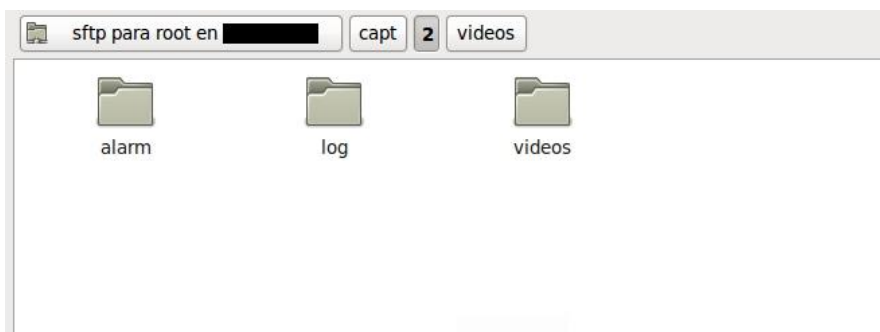 sftp para root en
capt
2
videos
alarm
log
videos